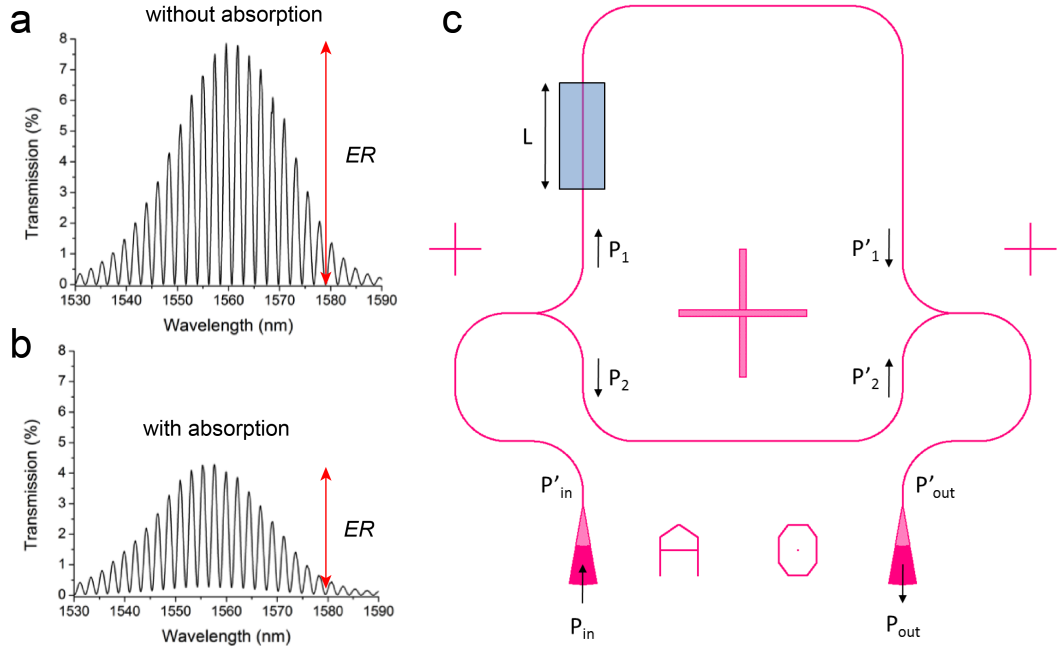 a
without absorption
8
7
6
5
4
3
2
1
0
Transmission (%)
ER
1530 1540 1550 1560 1570 1580 1590
Wavelength (nm)
b
8
7
6
5
4
3
2
1
0
Transmission (%)
with absorption
ER
1530 1540 1550 1560 1570 1580 1590
Wavelength (nm)
c
L
P1
P'1
P2
P'2
P'in
P'out
A O
Pin
Pout